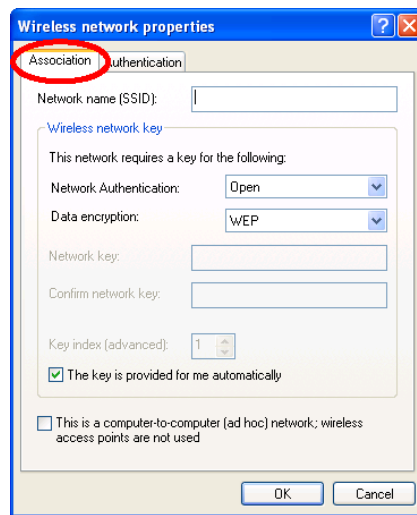 Wireless network properties
Association
Authentication
Network name (SSID):
Wireless network key
This network requires a key for the following:
Network Authentication: Open
Data encryption: WEP
Network key:
Confirm network key:
Key index (advanced): 1
The key is provided for me automatically
This is a computer-to-computer (ad hoc) network; wireless
access points are not used
OK Cancel